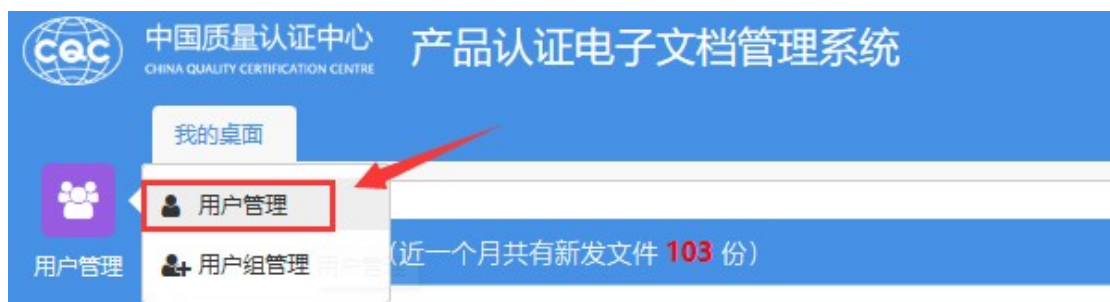 CQC
中国质量认证中心
CHINA QUALITY CERTIFICATION CENTRE
产品认证电子文档管理系统
我的桌面
用户管理
用户管理
用户组管理
(近一个月共有新发文件 103 份)